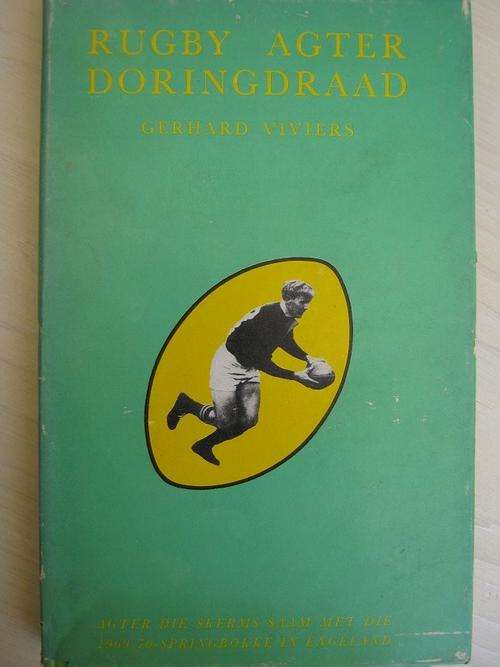 RUGBY AGTER
DORINGDRAAD
GERHARD VIVIERS
AGTER DIE SKERMS SAAM MET DIE
1969/70-SPRINGBOKKE IN ENGELAND